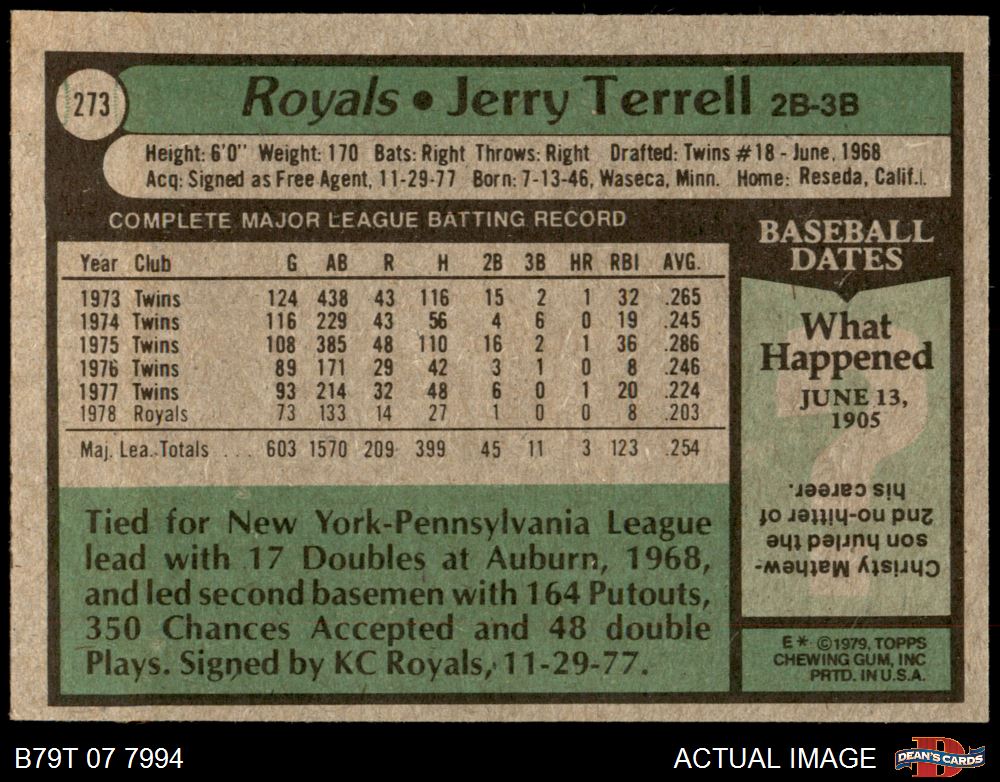 273
Royals • Jerry Terrell 2B-3B
Height: 6'0" Weight: 170 Bats: Right Throws: Right Drafted: Twins #18 - June, 1968
Acq: Signed as Free Agent, 11-29-77 Born: 7-13-46, Waseca, Minn. Home: Reseda, Calif.
COMPLETE MAJOR LEAGUE BATTING RECORD
Year Club G AB R H 2B 3B HR RBI AVG.
1973 Twins 124 438 43 116 15 2 1 32 .265
1974 Twins 116 229 43 56 4 6 0 19 .245
1975 Twins 108 385 48 110 16 2 1 36 .286
1976 Twins 89 171 29 42 3 1 0 8 .246
1977 Twins 93 214 32 48 6 0 1 20 .224
1978 Royals 73 133 14 27 1 0 0 8 .203
Maj. Lea. Totals . . . 603 1570 209 399 45 11 3 123 .254
Tied for New York-Pennsylvania League
lead with 17 Doubles at Auburn, 1968,
and led second basemen with 164 Putouts,
350 Chances Accepted and 48 double
Plays. Signed by KC Royals, 11-29-77.
BASEBALL
DATES
What
Happened
JUNE 13,
1905
Christy Mathew-
son hurled the
2nd no-hitter of
his career.
E* ©1979, TOPPS
CHEWING GUM, INC
PRTD. IN U.S.A.
B79T 07 7994
ACTUAL IMAGE
D
DEAN'S CARDS